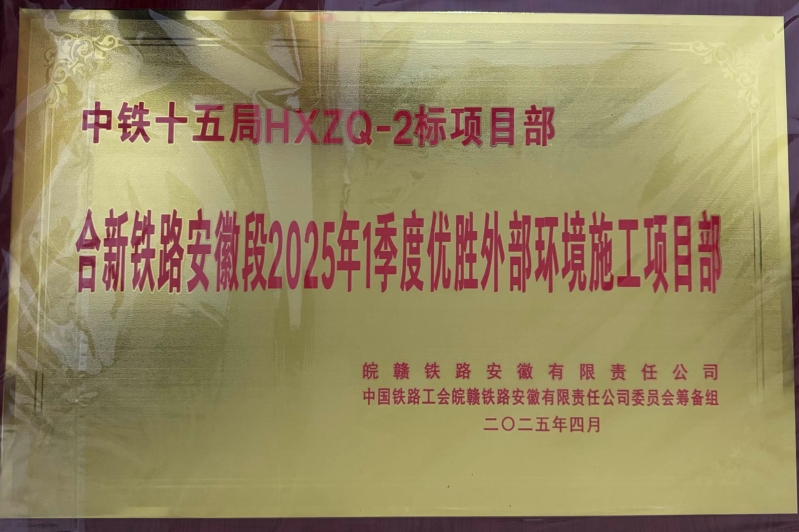 中铁十五局HXZQ-2标项目部
合新铁路安徽段2025年1季度优胜外部环境施工项目部
皖赣铁路安徽有限责任公司
中国铁路工会皖赣铁路安徽有限责任公司委员会筹备组
二〇二五年四月